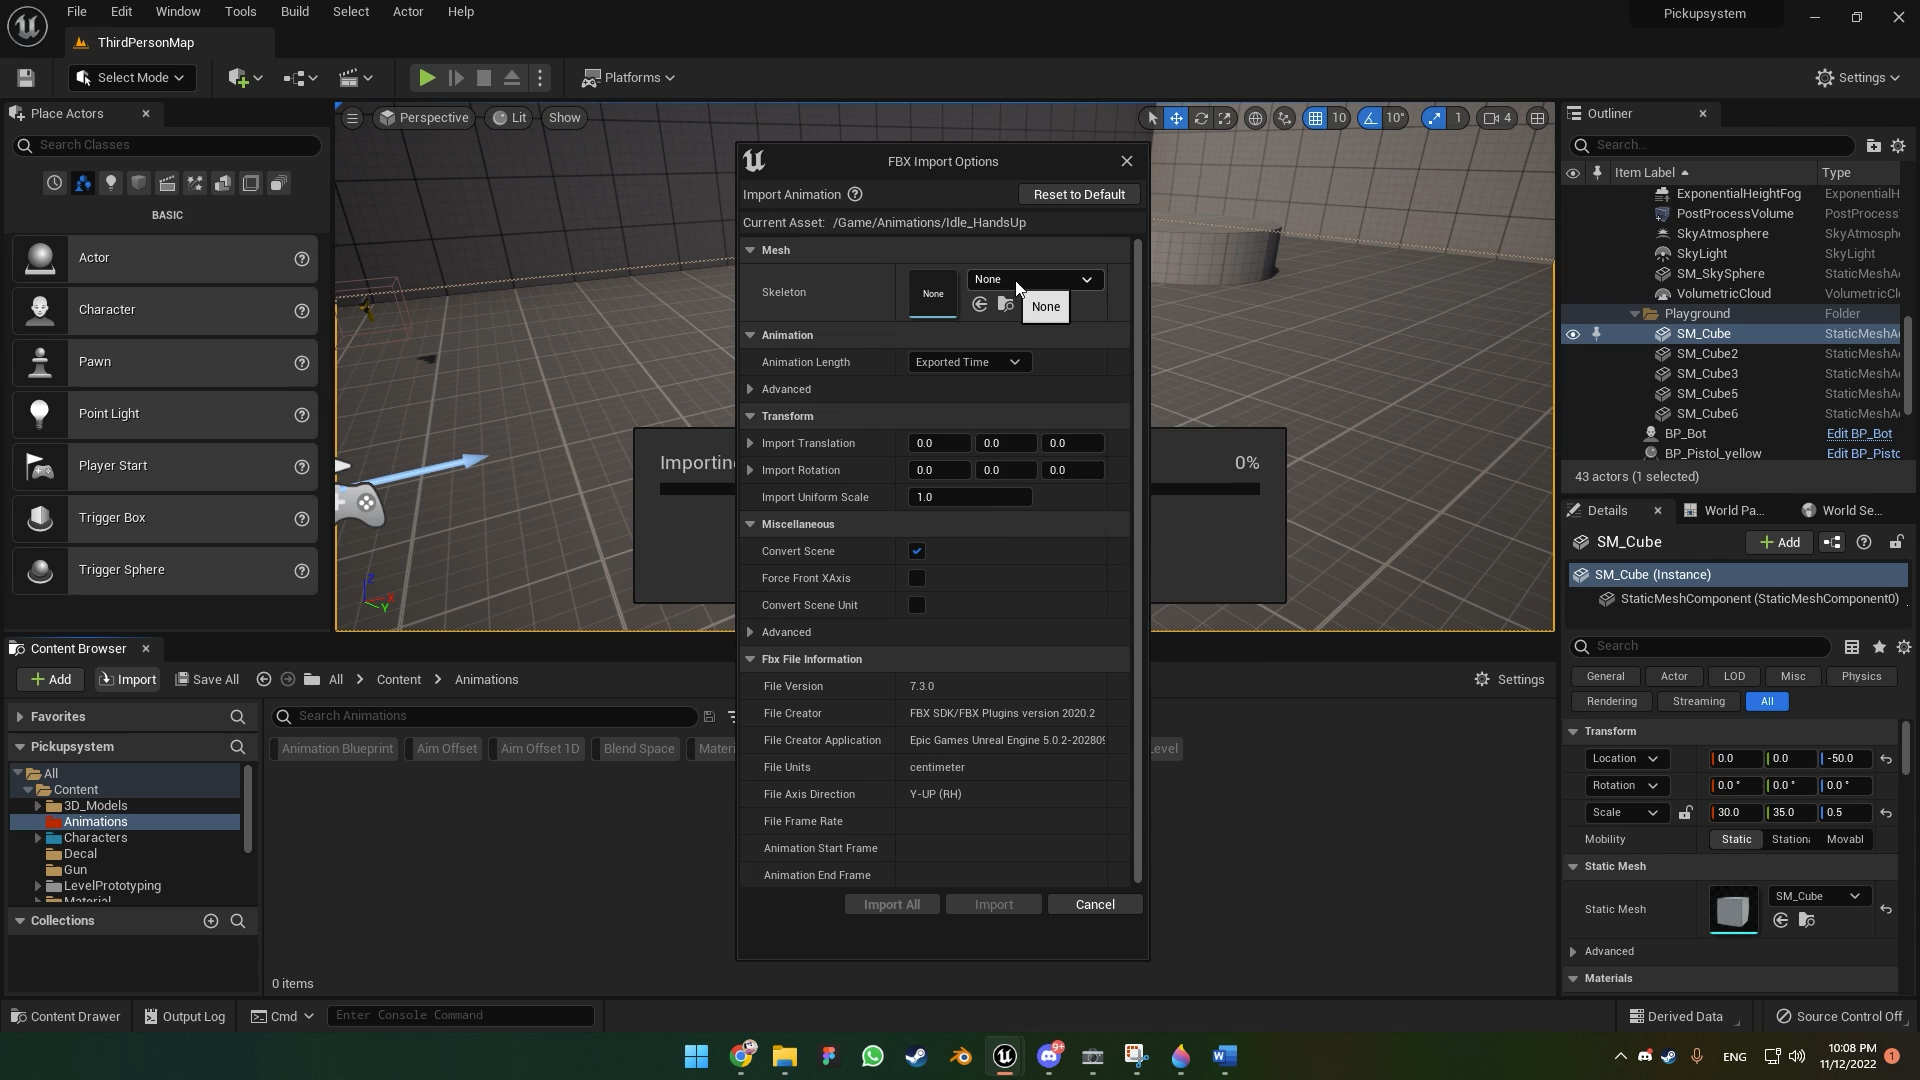 File Edit Window Tools Build Select Actor Help
Pickupsystem
ThirdPersonMap
Select Mode
Platforms
Settings
Place Actors
Search Classes
BASIC
Actor
Character
Pawn
Point Light
Player Start
Trigger Box
Trigger Sphere
Perspective Lit Show
10 10° 1 4
Importin
0%
FBX Import Options
Import Animation
Reset to Default
Current Asset: /Game/Animations/Idle_HandsUp
Mesh
Skeleton
None
None
None
Animation
Animation Length Exported Time
Advanced
Transform
Import Translation 0.0 0.0 0.0
Import Rotation 0.0 0.0 0.0
Import Uniform Scale 1.0
Miscellaneous
Convert Scene
Force Front XAxis
Convert Scene Unit
Advanced
Fbx File Information
File Version 7.3.0
File Creator FBX SDK/FBX Plugins version 2020.2
File Creator Application Epic Games Unreal Engine 5.0.2-202809
File Units centimeter
File Axis Direction Y-UP (RH)
File Frame Rate
Animation Start Frame
Animation End Frame
Import All Import Cancel
Outliner
Search...
Item Label Type
ExponentialHeightFog ExponentialH
PostProcessVolume PostProcess
SkyAtmosphere SkyAtmosph
SkyLight SkyLight
SM_SkySphere StaticMeshA
VolumetricCloud VolumetricCl
Playground Folder
SM_Cube StaticMeshA
SM_Cube2 StaticMeshA
SM_Cube3 StaticMeshA
SM_Cube5 StaticMeshA
SM_Cube6 StaticMeshA
BP_Bot Edit BP_Bot
BP_Pistol_yellow Edit BP_Pisto
43 actors (1 selected)
Details World Pa... World Se...
SM_Cube
Add
SM_Cube (Instance)
StaticMeshComponent (StaticMeshComponent0)
Search
General Actor LOD Misc Physics
Rendering Streaming All
Transform
Location 0.0 0.0 -50.0
Rotation 0.0 ° 0.0 ° 0.0 °
Scale 30.0 35.0 0.5
Mobility Static Station Movabl
Static Mesh
Static Mesh
SM_Cube
Advanced
Materials
Content Browser
Add Import Save All All Content Animations
Settings
Favorites
Pickupsystem
All
Content
3D_Models
Animations
Characters
Decal
Gun
LevelPrototyping
Material
Collections
Search Animations
Animation Blueprint Aim Offset Aim Offset 1D Blend Space Materi
Level
0 items
Content Drawer Output Log Cmd Enter Console Command
Derived Data Source Control Off
9+
ENG
10:08 PM
11/12/2022
1